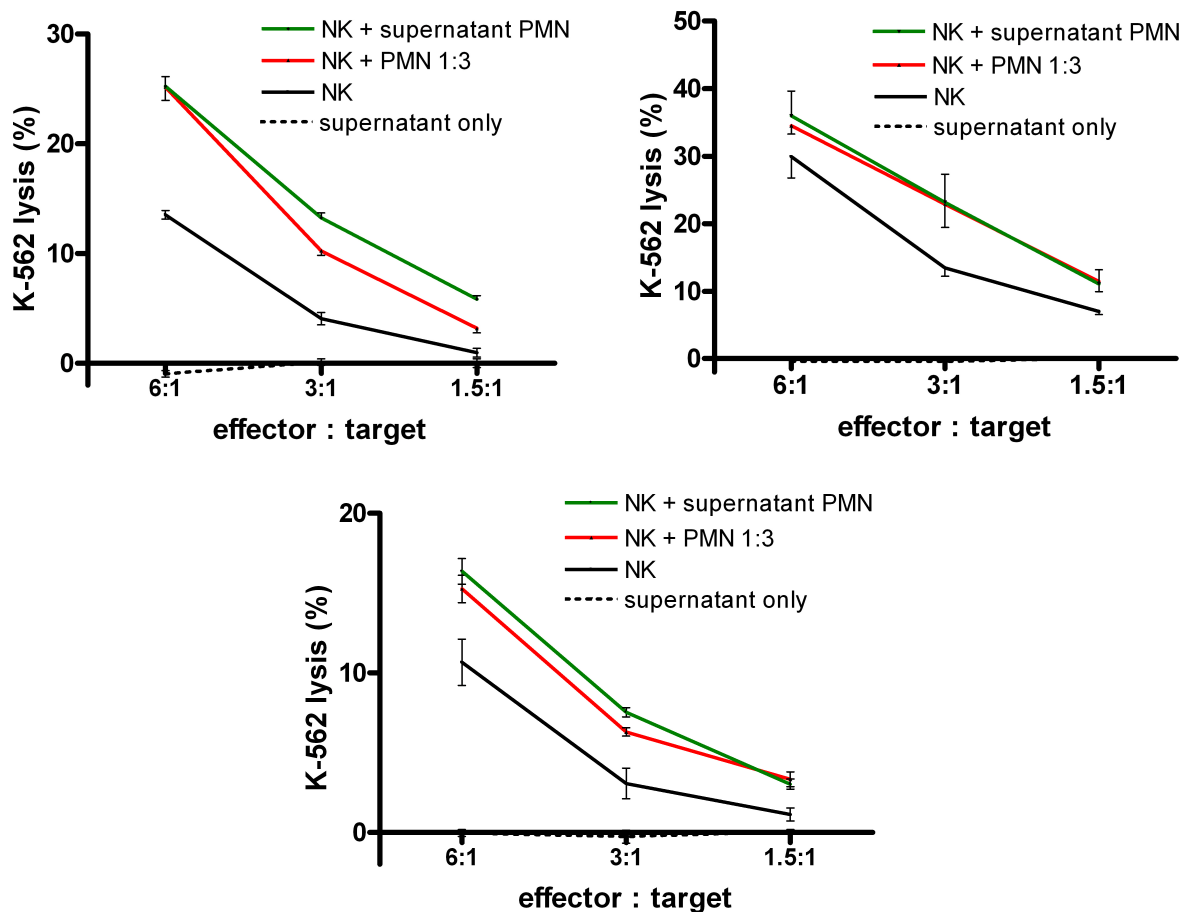 K-562 lysis (%)
30
20
10
0
NK + supernatant PMN
NK + PMN 1:3
NK
supernatant only
6:1 3:1 1.5:1
effector : target
K-562 lysis (%)
50
40
30
20
10
0
NK + supernatant PMN
NK + PMN 1:3
NK
supernatant only
6:1 3:1 1.5:1
effector : target
K-562 lysis (%)
20
10
0
NK + supernatant PMN
NK + PMN 1:3
NK
supernatant only
6:1 3:1 1.5:1
effector : target